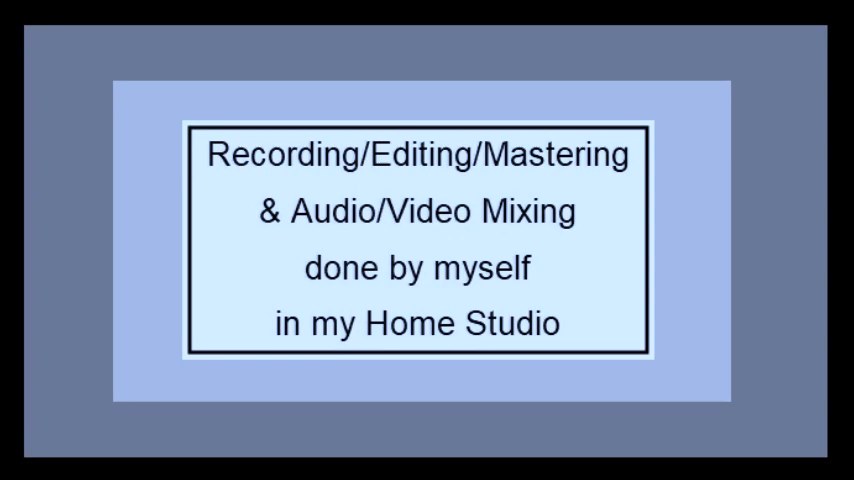 Recording/Editing/Mastering
& Audio/Video Mixing
done by myself
in my Home Studio